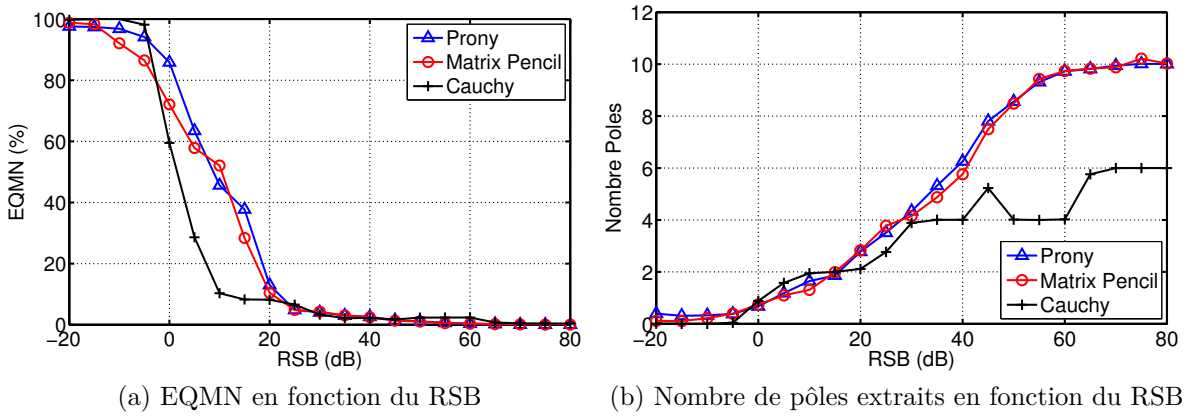 100
80
60
40
20
0
−20 0 20 40 60 80
EQMN (%)
RSB (dB)
Prony
Matrix Pencil
Cauchy
(a) EQMN en fonction du RSB
12
10
8
6
4
2
0
−20 0 20 40 60 80
Nombre Poles
RSB (dB)
Prony
Matrix Pencil
Cauchy
(b) Nombre de pôles extraits en fonction du RSB